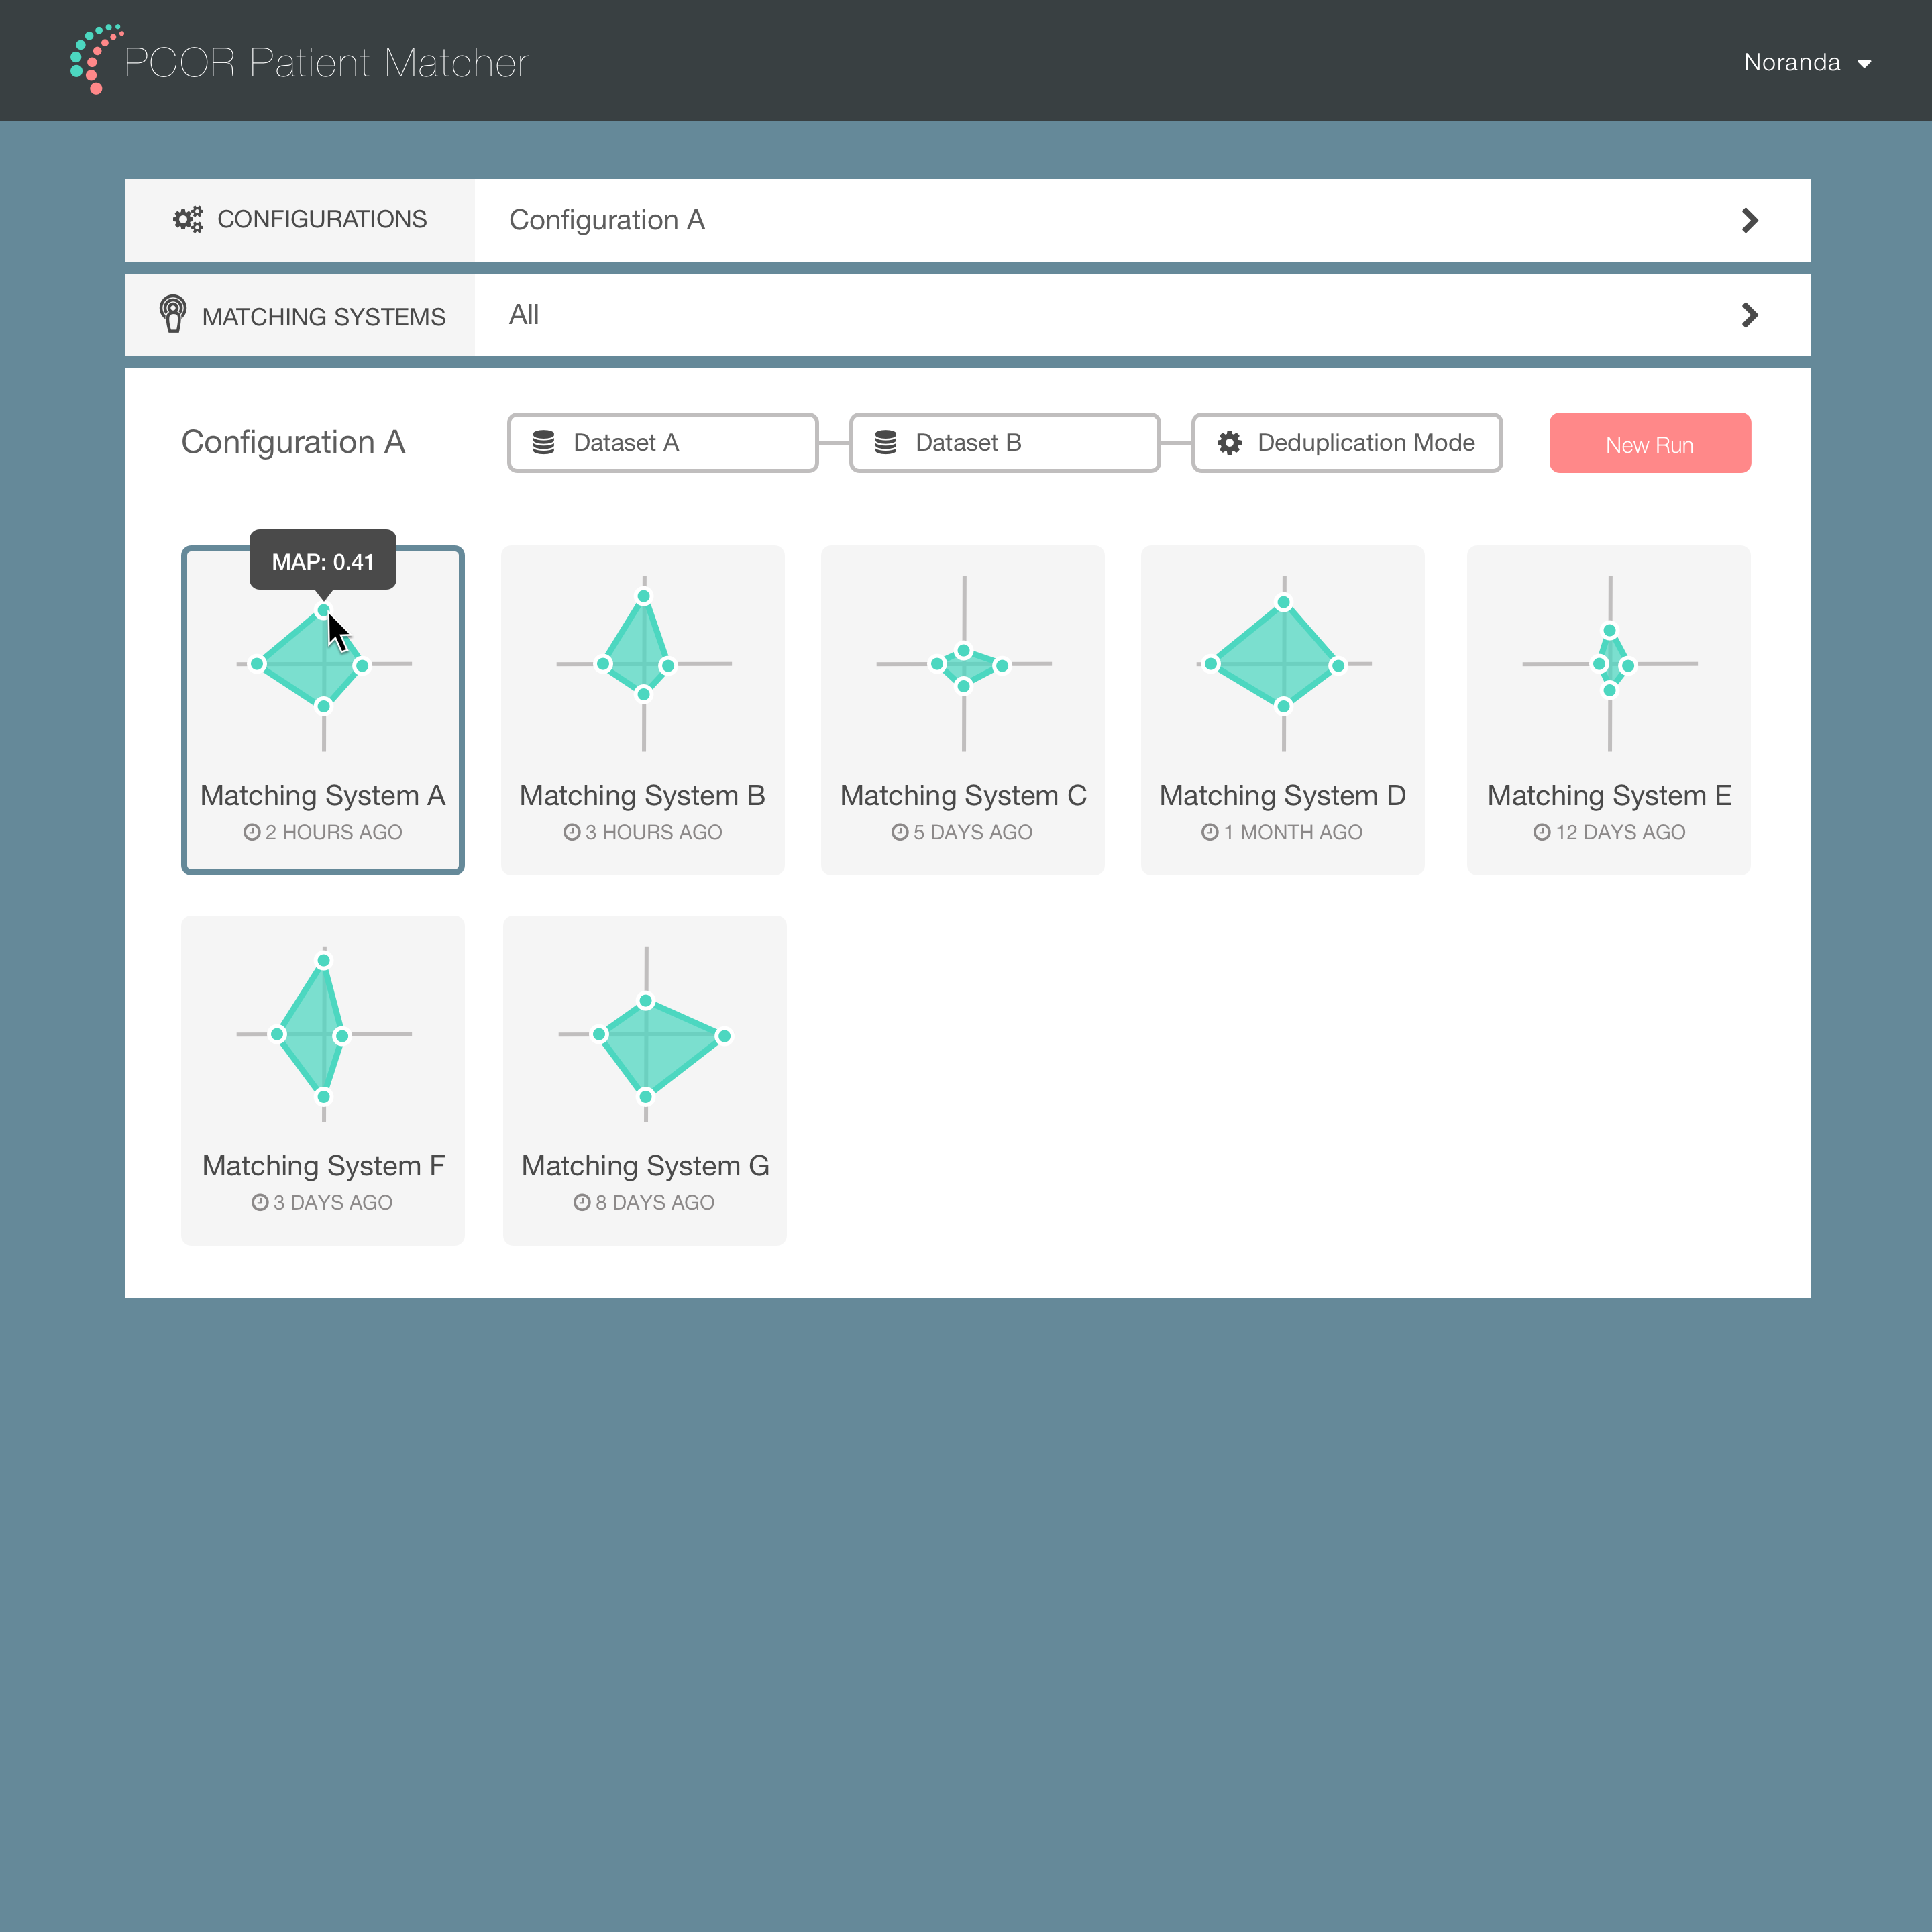 PCOR Patient Matcher
Noranda
CONFIGURATIONS
Configuration A
MATCHING SYSTEMS
All
Configuration A
Dataset A
Dataset B
Deduplication Mode
New Run
MAP: 0.41
Matching System A
2 HOURS AGO
Matching System B
3 HOURS AGO
Matching System C
5 DAYS AGO
Matching System D
1 MONTH AGO
Matching System E
12 DAYS AGO
Matching System F
3 DAYS AGO
Matching System G
8 DAYS AGO